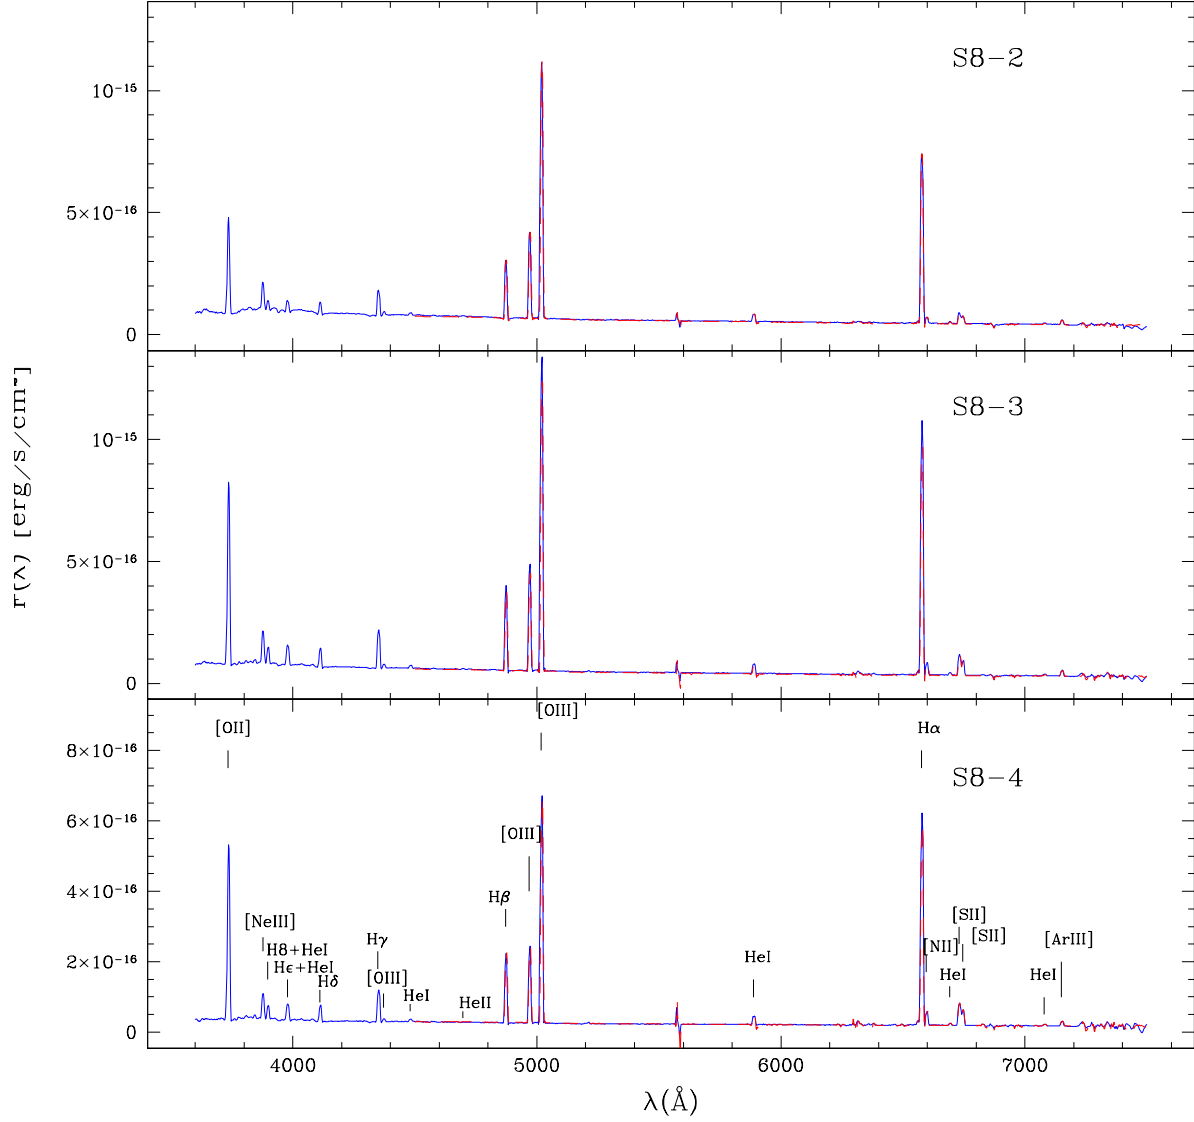 S8-2
10⁻¹⁵
5×10⁻¹⁶
0
S8-3
10⁻¹⁵
5×10⁻¹⁶
0
r(λ) [erg/s/cm²]
[OII]
[OIII]
Hα
S8-4
8×10⁻¹⁶
6×10⁻¹⁶
[OIII]
4×10⁻¹⁶
Hβ
[NeIII]
[SII]
[SII]
Hγ
[NII]
[ArIII]
H8+HeI
HeI
2×10⁻¹⁶
Hϵ+HeI
Hδ
[OIII]
HeI
HeI
HeI
HeII
0
4000
5000
6000
7000
λ(Å)